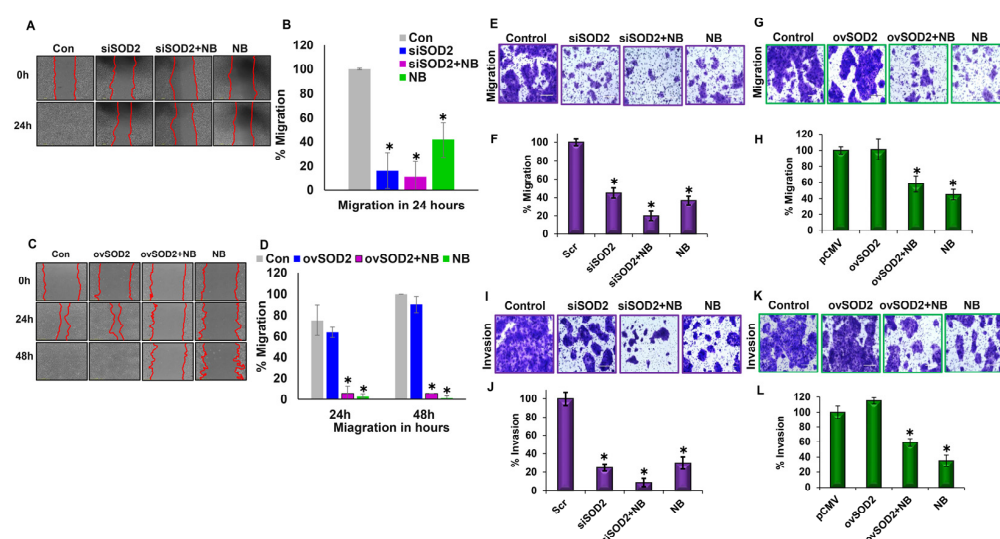 A
Con siSOD2 siSOD2+NB NB
0h
24h
B
Con
siSOD2
siSOD2+NB
NB
% Migration
120
100
80
60
40
20
0
*
*
*
Migration in 24 hours
C
Con ovSOD2 ovSOD2+NB NB
0h
24h
48h
D
Con ovSOD2 ovSOD2+NB NB
% Migration
100
80
60
40
20
0
* *
* *
24h 48h
Miagration in hours
E
Control siSOD2 siSOD2+NB NB
Migration
F
% Migration
100
80
60
40
20
0
*
*
*
Scr siSOD2 siSOD2+NB NB
G
Control ovSOD2 ovSOD2+NB NB
Migration
H
% Migration
120
100
80
60
40
20
0
*
*
pCMV ovSOD2 ovSOD2+NB NB
I
Control siSOD2 siSOD2+NB NB
Invasion
J
% Invasion
100
80
60
40
20
0
*
*
*
Scr siSOD2 siSOD2+NB NB
K
Control ovSOD2 ovSOD2+NB NB
Invasion
L
% Invasion
120
100
80
60
40
20
0
*
*
pCMV ovSOD2 ovSOD2+NB NB